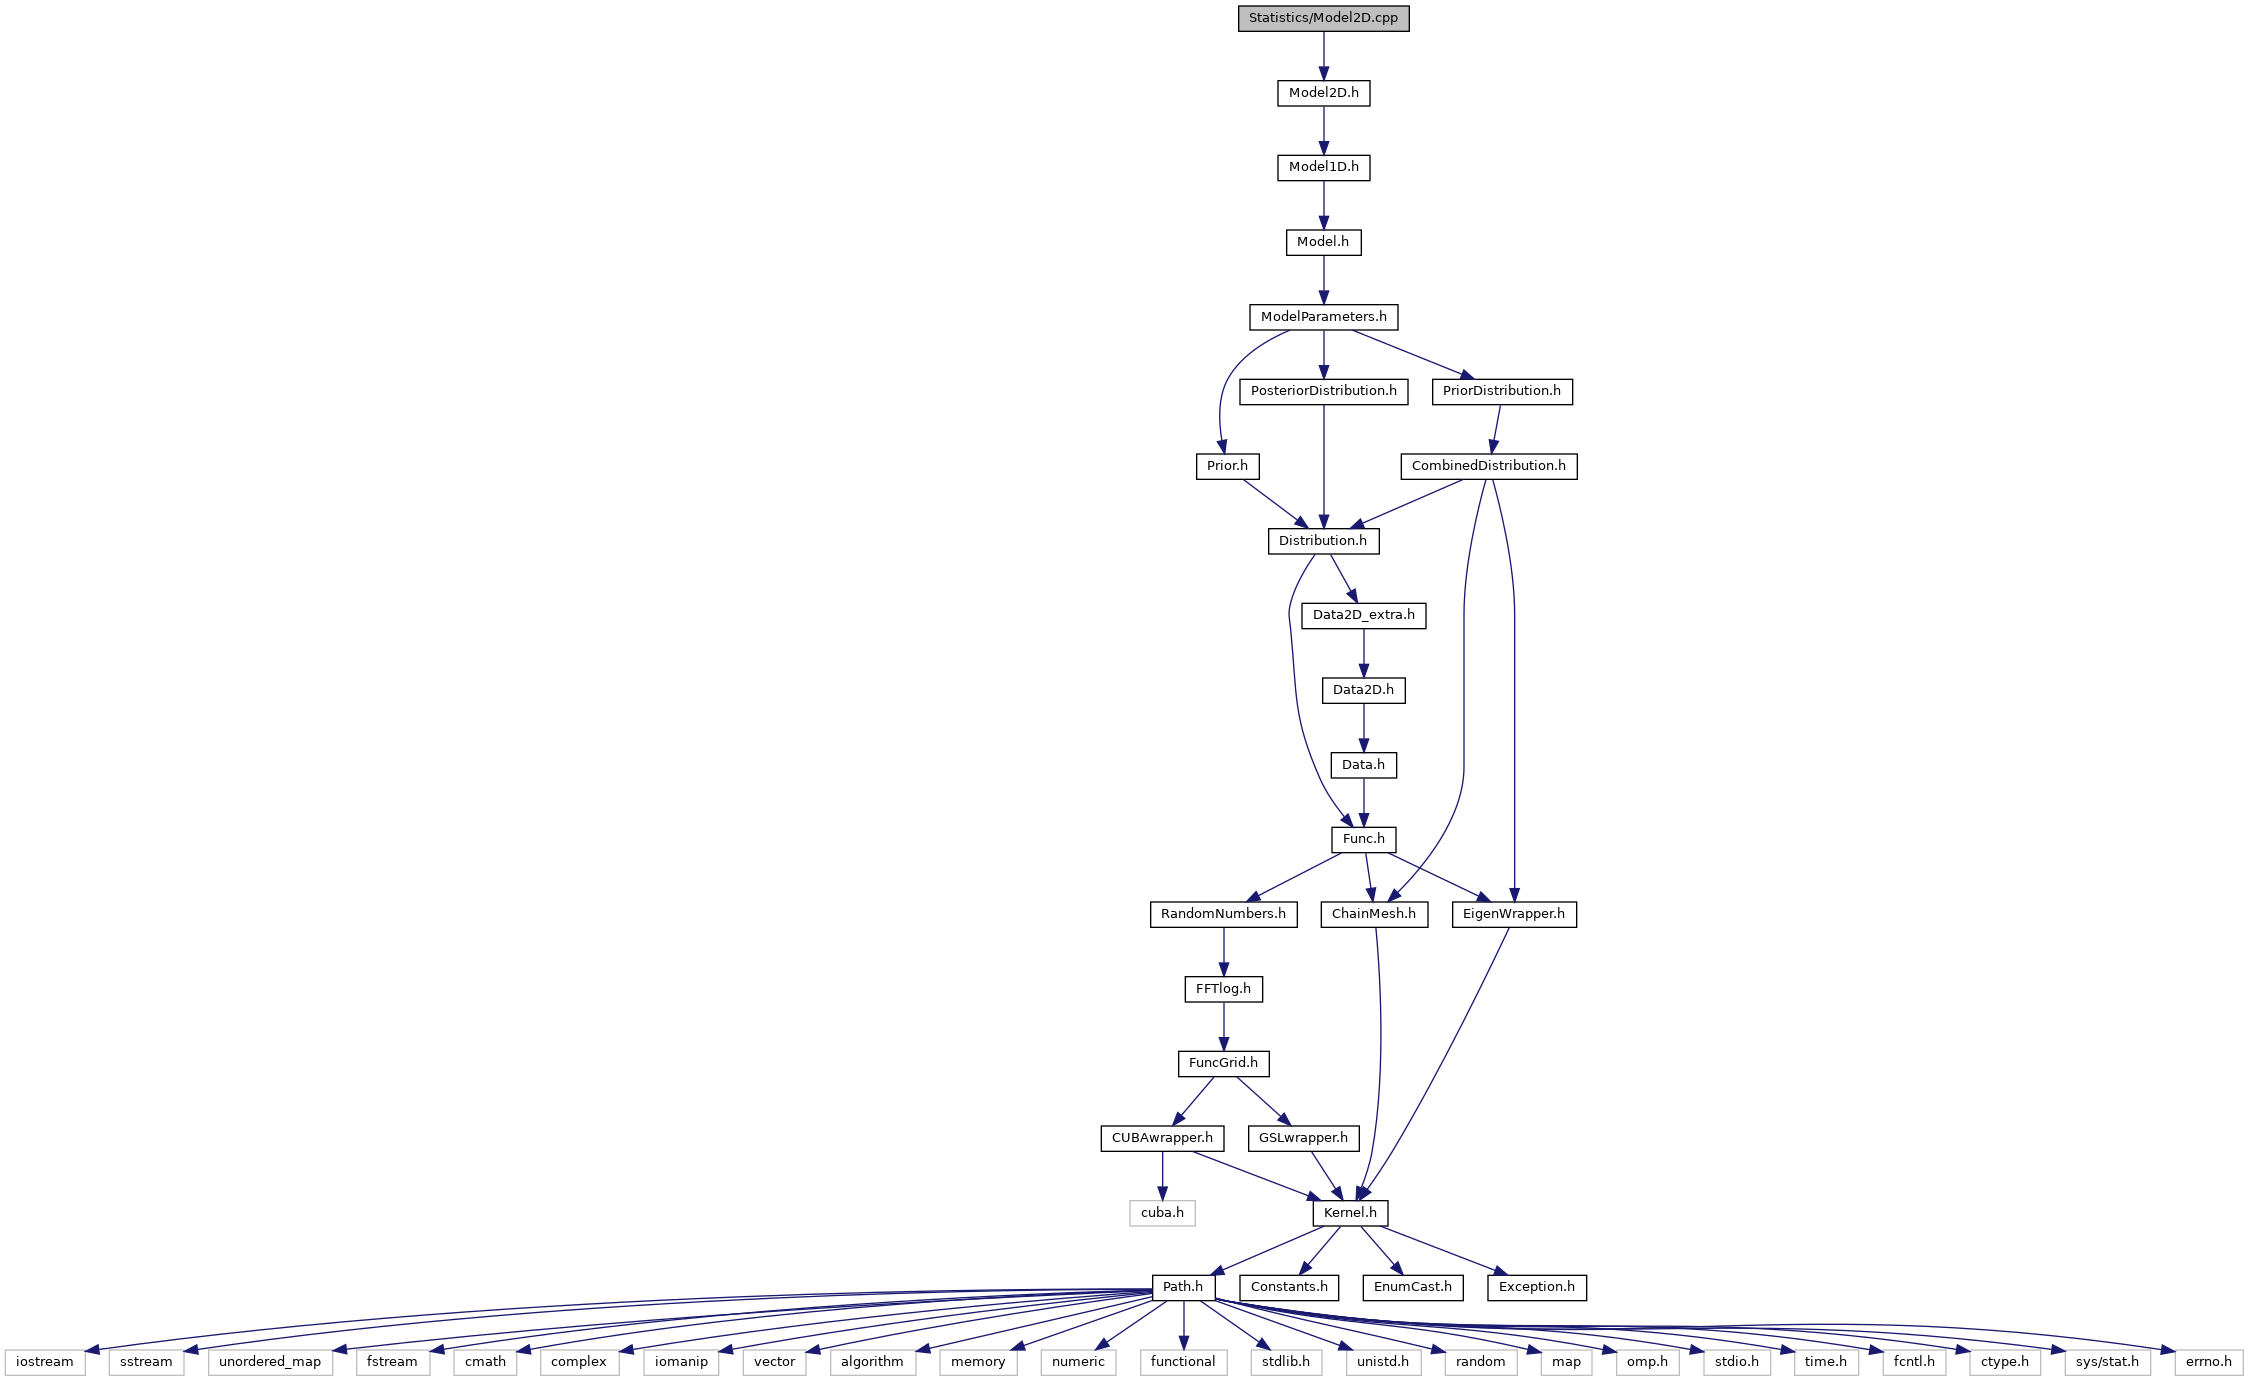 Statistics/Model2D.cpp
Model2D.h
Model1D.h
Model.h
ModelParameters.h
PosteriorDistribution.h
PriorDistribution.h
Prior.h
CombinedDistribution.h
Distribution.h
Data2D_extra.h
Data2D.h
Data.h
Func.h
RandomNumbers.h
ChainMesh.h
EigenWrapper.h
FFTlog.h
FuncGrid.h
CUBAwrapper.h
GSLwrapper.h
cuba.h
Kernel.h
Path.h
Constants.h
EnumCast.h
Exception.h
iostream
sstream
unordered_map
fstream
cmath
complex
iomanip
vector
algorithm
memory
numeric
functional
stdlib.h
unistd.h
random
map
omp.h
stdio.h
time.h
fcntl.h
ctype.h
sys/stat.h
errno.h